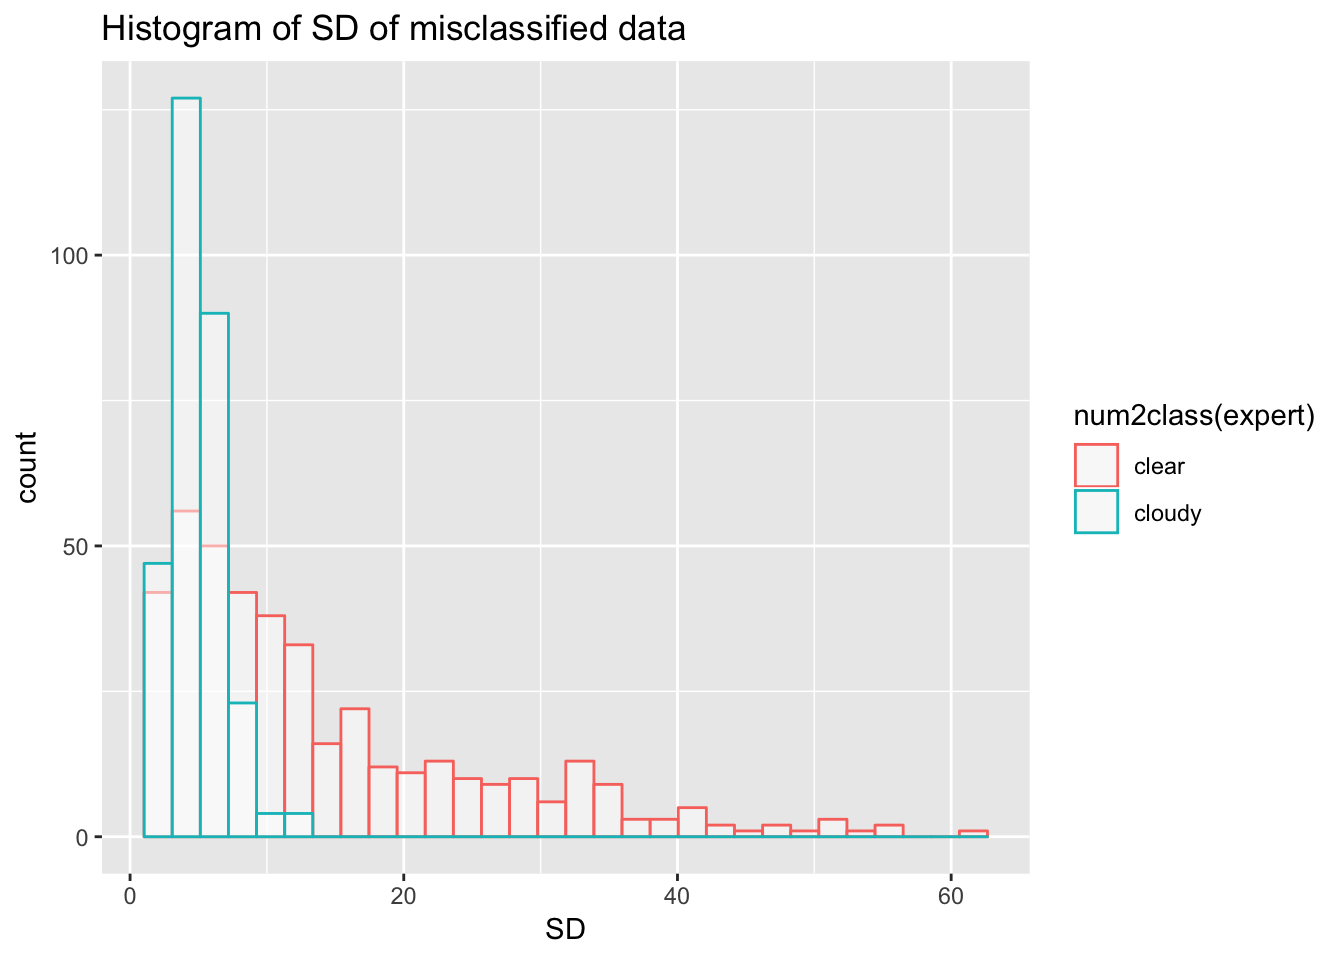 Histogram of SD of misclassified data
100
50
0
count
0 20 40 60
SD
num2class(expert)
clear
cloudy